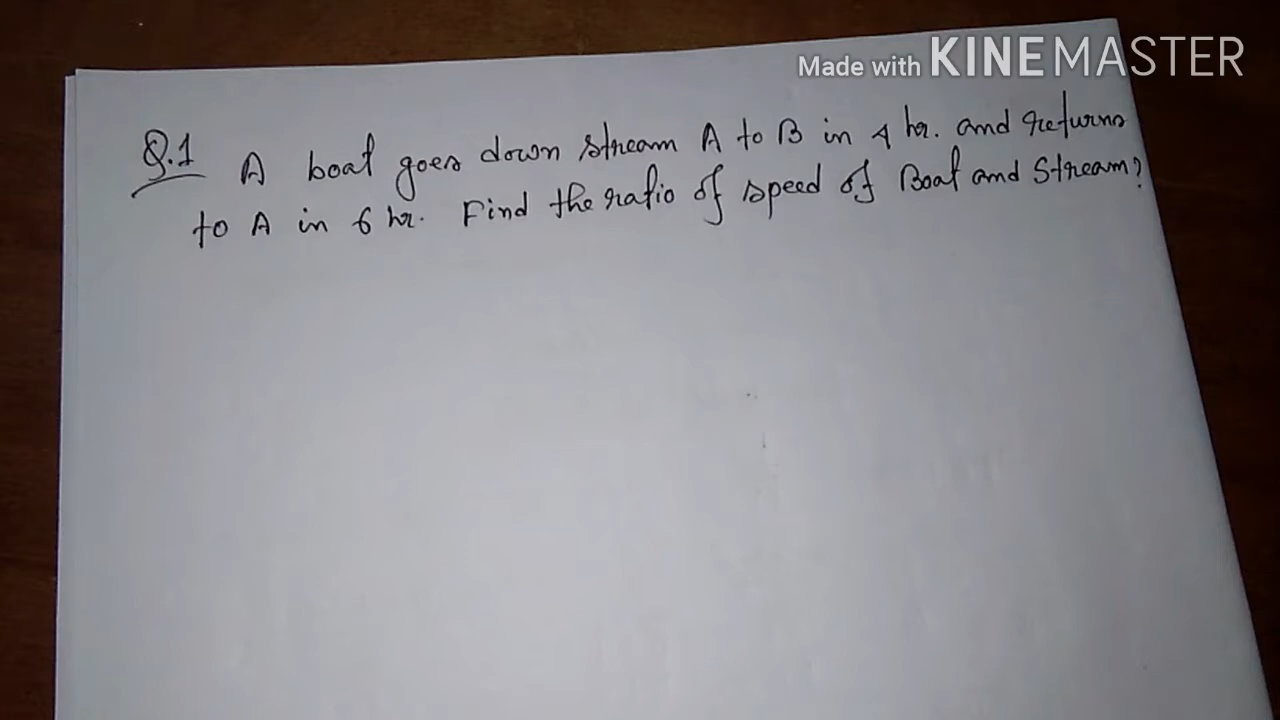 Made with KINEMASTER
Q.1 A boat goes down stream A to B in 4 hr. and returns
to A in 6 hr. Find the ratio of speed of Boat and Stream?